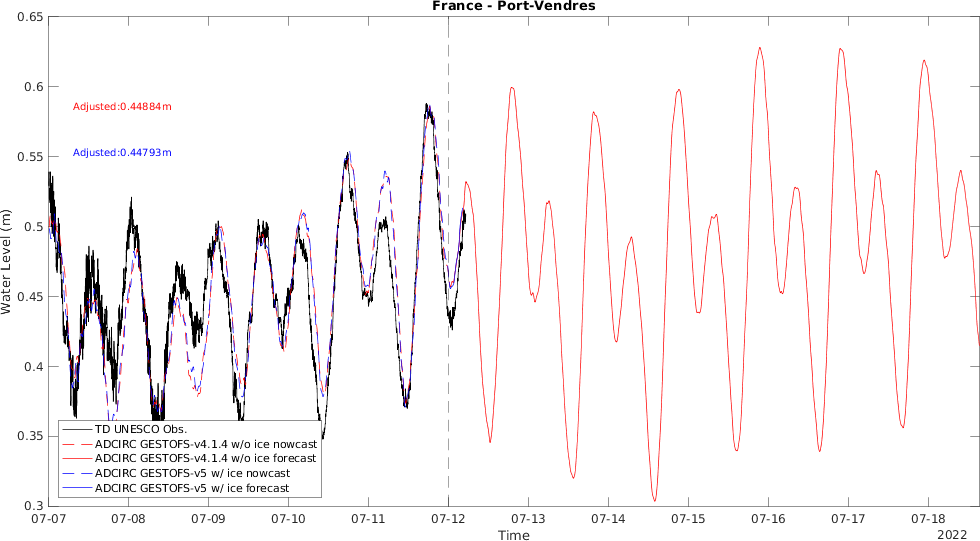 France - Port-Vendres
0.65
0.6
0.55
0.5
0.45
0.4
0.35
0.3
Water Level (m)
Adjusted:0.44884m
Adjusted:0.44793m
TD UNESCO Obs.
ADCIRC GESTOFS-v4.1.4 w/o ice nowcast
ADCIRC GESTOFS-v4.1.4 w/o ice forecast
ADCIRC GESTOFS-v5 w/ ice nowcast
ADCIRC GESTOFS-v5 w/ ice forecast
07-07 07-08 07-09 07-10 07-11 07-12 07-13 07-14 07-15 07-16 07-17 07-18
Time
2022